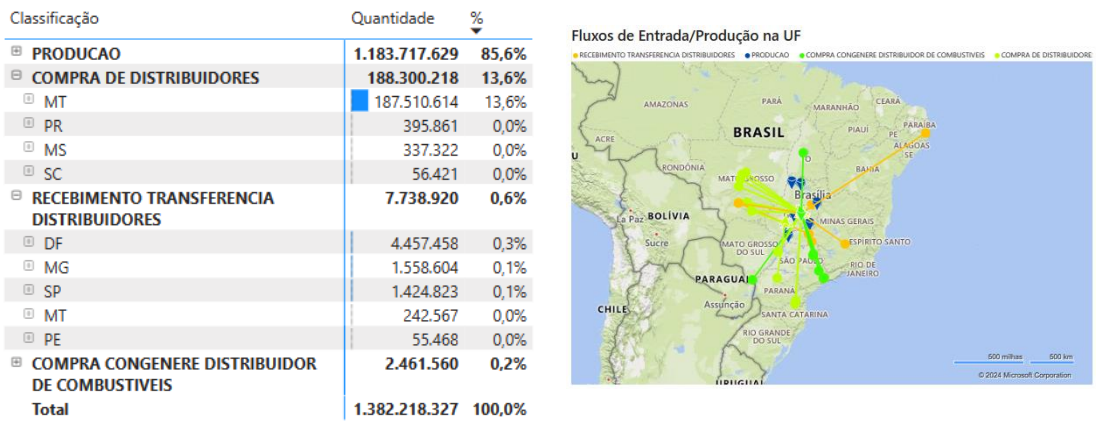 Classificação Quantidade %
PRODUCAO 1.183.717.629 85,6%
COMPRA DE DISTRIBUIDORES 188.300.218 13,6%
MT 187.510.614 13,6%
PR 395.861 0,0%
MS 337.322 0,0%
SC 56.421 0,0%
RECEBIMENTO TRANSFERENCIA
DISTRIBUIDORES 7.738.920 0,6%
DF 4.457.458 0,3%
MG 1.558.604 0,1%
SP 1.424.823 0,1%
MT 242.567 0,0%
PE 55.468 0,0%
COMPRA CONGENERE DISTRIBUIDOR
DE COMBUSTIVEIS 2.461.560 0,2%
Total 1.382.218.327 100,0%
Fluxos de Entrada/Produção na UF
RECEBIMENTO TRANSFERENCIA DISTRIBUIDORES PRODUCAO COMPRA CONGENERE DISTRIBUIDOR DE COMBUSTIVEIS COMPRA DE DISTRIBUIDORE
AMAZONAS
PARÁ
MARANHÃO
CEARÁ
BRASIL
PIAUÍ
PARAÍBA
PE
ACRE
ALAGOAS
SE
RONDÔNIA
BAHIA
U
MATO GROSSO
Brasília
La Paz
BOLÍVIA
MINAS GERAIS
Sucre
MATO GROSSO
DO SUL
ESPÍRITO SANTO
SÃO PAULO
RIO DE
JANEIRO
PARAGUAI
PARANÁ
Assunção
CHILE
SANTA CATARINA
RIO GRANDE
DO SUL
URUGUAI
500 milhas 500 km
© 2024 Microsoft Corporation